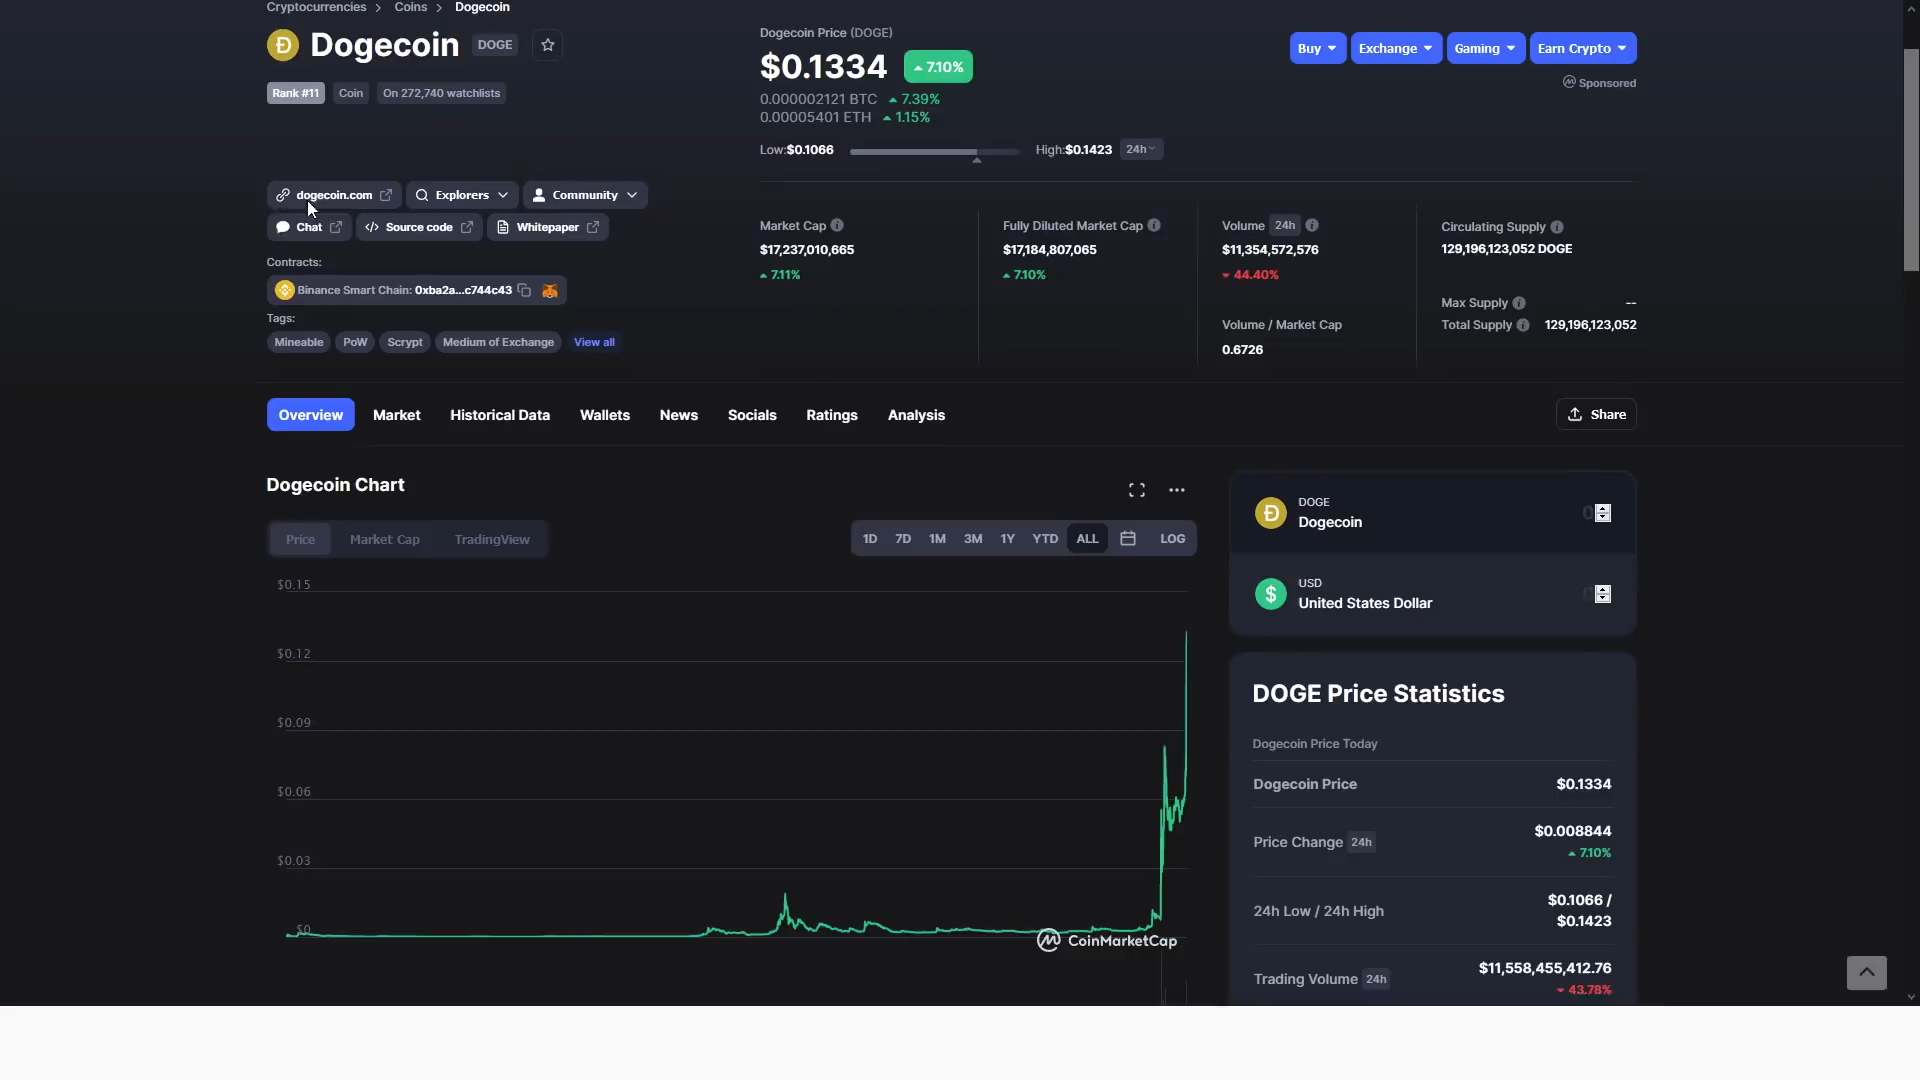 Cryptocurrencies > Coins > Dogecoin
Dogecoin DOGE
Rank #11 Coin On 272,740 watchlists
Dogecoin Price (DOGE)
$0.1334 7.10%
0.000002121 BTC 7.39%
0.00005401 ETH 1.15%
Low:$0.1066 High:$0.1423 24h
Buy Exchange Gaming Earn Crypto
Sponsored
dogecoin.com Explorers Community
Chat Source code Whitepaper
Contracts:
Binance Smart Chain: 0xba2a...c744c43
Tags:
Mineable PoW Scrypt Medium of Exchange View all
Market Cap
$17,237,010,665
7.11%
Fully Diluted Market Cap
$17,184,807,065
7.10%
Volume 24h
$11,354,572,576
44.40%
Volume / Market Cap
0.6726
Circulating Supply
129,196,123,052 DOGE
Max Supply --
Total Supply 129,196,123,052
Overview Market Historical Data Wallets News Socials Ratings Analysis
Share
Dogecoin Chart
Price Market Cap TradingView
1D 7D 1M 3M 1Y YTD ALL LOG
$0.15
$0.12
$0.09
$0.06
$0.03
$0
CoinMarketCap
DOGE
Dogecoin 0
USD
United States Dollar
DOGE Price Statistics
Dogecoin Price Today
Dogecoin Price $0.1334
Price Change 24h $0.008844
7.10%
24h Low / 24h High $0.1066 /
$0.1423
Trading Volume 24h $11,558,455,412.76
43.78%